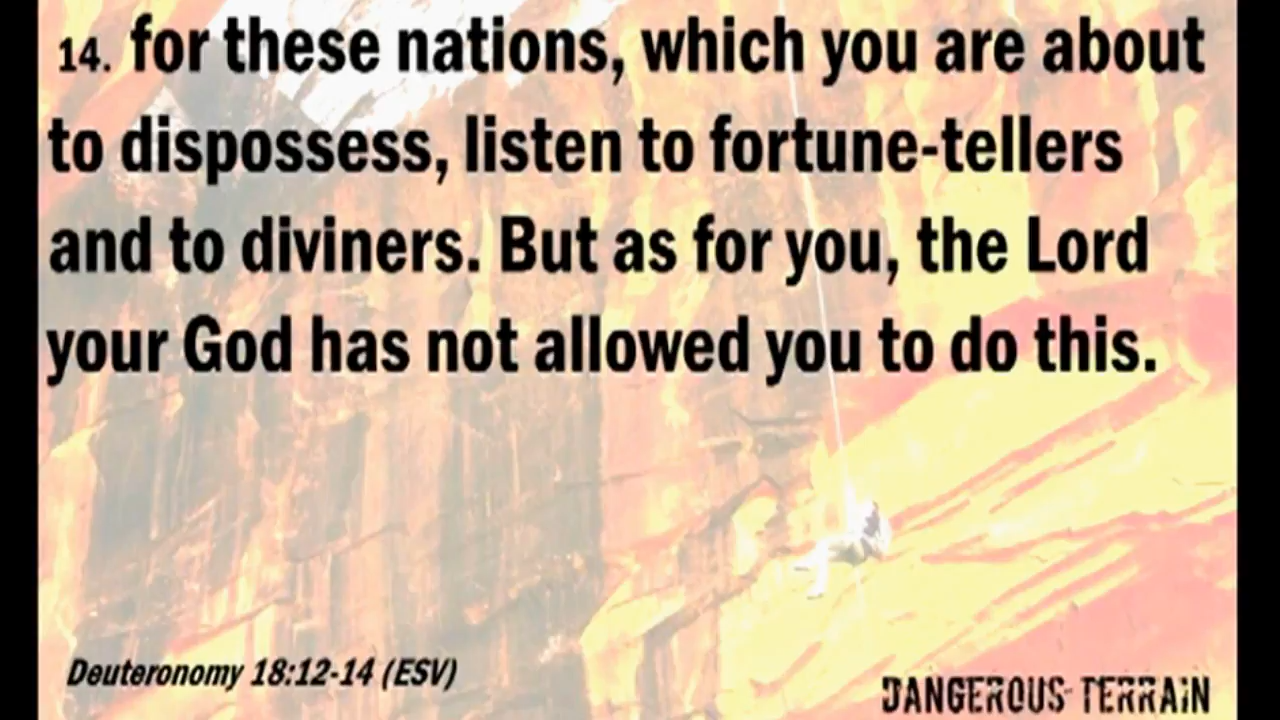 14. for these nations, which you are about
to dispossess, listen to fortune-tellers
and to diviners. But as for you, the Lord
your God has not allowed you to do this.
Deuteronomy 18:12-14 (ESV)
DANGEROUS TERRAiN